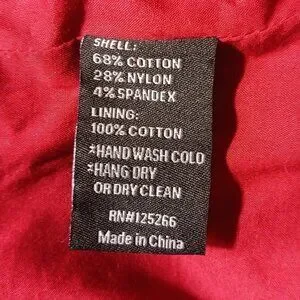 SHELL:
68% COTTON
28% NYLON
4% SPANDEX
LINING:
100% COTTON
*HAND WASH COLD
*HANG DRY
OR DRY CLEAN
RN#125266
Made in China